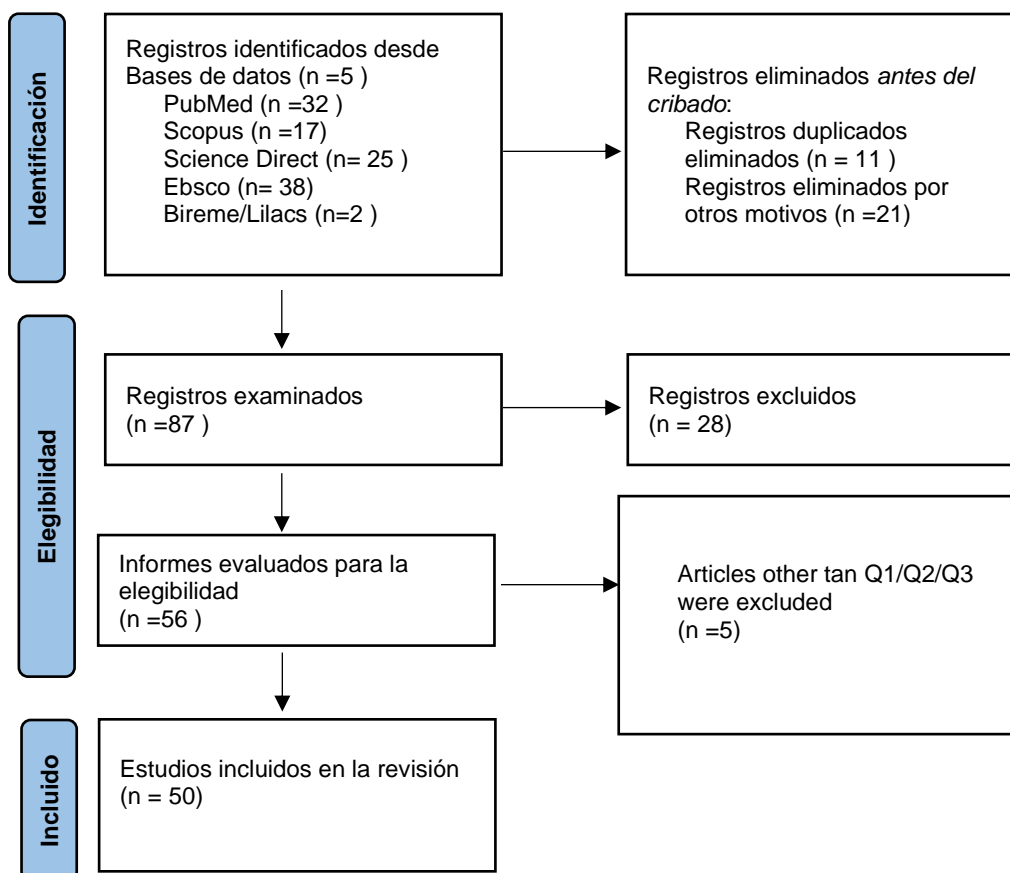 Identificación
Registros identificados desde
Bases de datos (n =5 )
PubMed (n =32 )
Scopus (n =17)
Science Direct (n= 25 )
Ebsco (n= 38)
Bireme/Lilacs (n=2 )
Registros eliminados antes del
cribado:
Registros duplicados
eliminados (n = 11 )
Registros eliminados por
otros motivos (n =21)
Elegibilidad
Registros examinados
(n =87 )
Registros excluidos
(n = 28)
Informes evaluados para la
elegibilidad
(n =56 )
Articles other tan Q1/Q2/Q3
were excluded
(n =5)
Incluido
Estudios incluidos en la revisión
(n = 50)